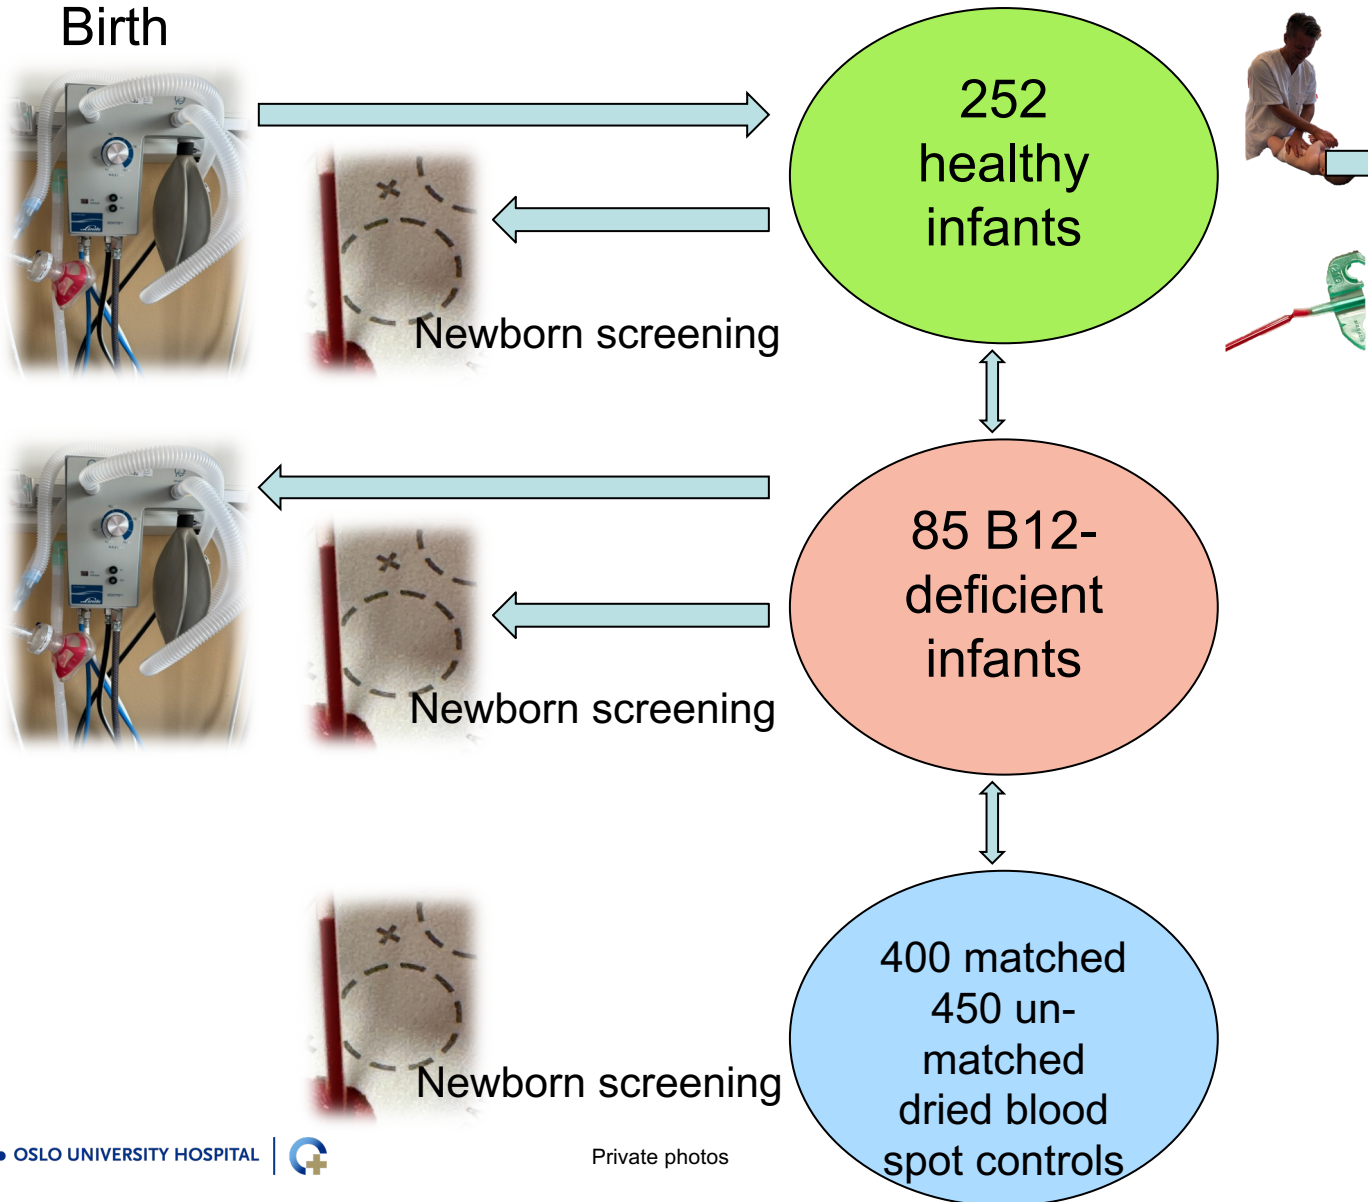 Birth
252
healthy
infants
Newborn screening
85 B12-
deficient
infants
Newborn screening
400 matched
450 un-
matched
dried blood
spot controls
Newborn screening
OSLO UNIVERSITY HOSPITAL
Private photos